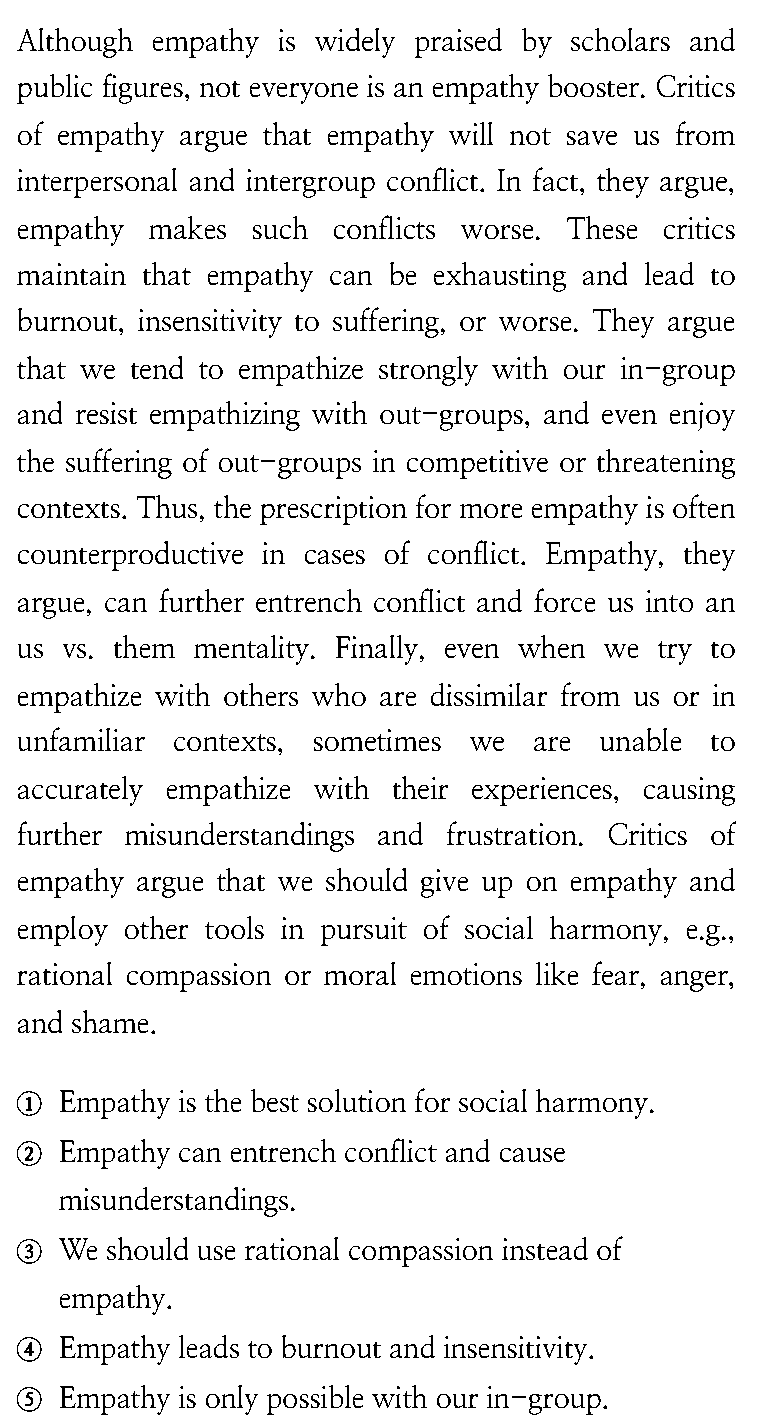 Although empathy is widely praised by scholars and
public figures, not everyone is an empathy booster. Critics
of empathy argue that empathy will not save us from
interpersonal and intergroup conflict. In fact, they argue,
empathy makes such conflicts worse. These critics
maintain that empathy can be exhausting and lead to
burnout, insensitivity to suffering, or worse. They argue
that we tend to empathize strongly with our in-group
and resist empathizing with out-groups, and even enjoy
the suffering of out-groups in competitive or threatening
contexts. Thus, the prescription for more empathy is often
counterproductive in cases of conflict. Empathy, they
argue, can further entrench conflict and force us into an
us vs. them mentality. Finally, even when we try to
empathize with others who are dissimilar from us or in
unfamiliar contexts, sometimes we are unable to
accurately empathize with their experiences, causing
further misunderstandings and frustration. Critics of
empathy argue that we should give up on empathy and
employ other tools in pursuit of social harmony, e.g.,
rational compassion or moral emotions like fear, anger,
and shame.
① Empathy is the best solution for social harmony.
② Empathy can entrench conflict and cause
misunderstandings.
③ We should use rational compassion instead of
empathy.
④ Empathy leads to burnout and insensitivity.
⑤ Empathy is only possible with our in-group.